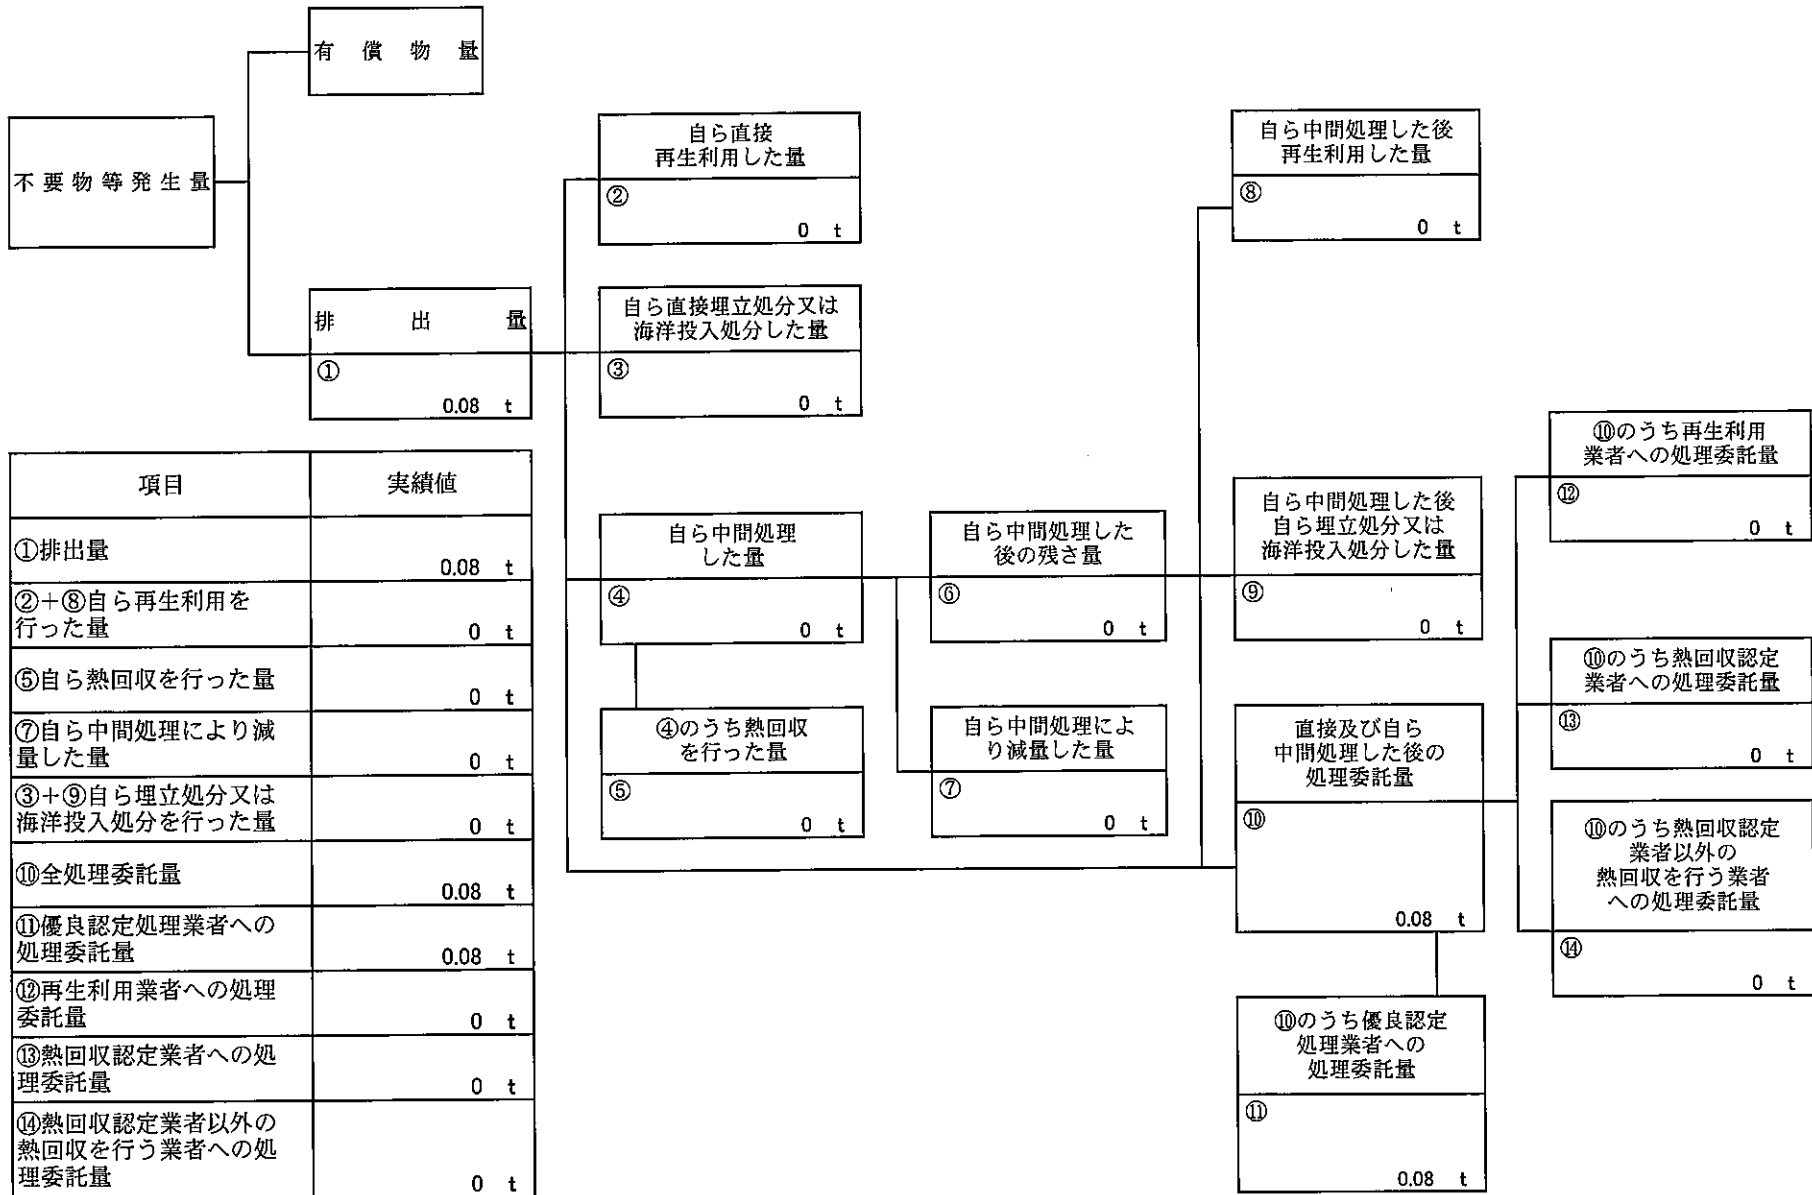 有償物量
不要物等発生量
自ら直接
再生利用した量
②
0 t
自ら中間処理した後
再生利用した量
⑧
0 t
排出量
①
0.08 t
自ら直接埋立処分又は
海洋投入処分した量
③
0 t
自ら中間処理
した量
④
0 t
自ら中間処理した
後の残さ量
⑥
0 t
自ら中間処理した後
自ら埋立処分又は
海洋投入処分した量
⑨
0 t
⑩のうち再生利用
業者への処理委託量
⑫
0 t
④のうち熱回収
を行った量
⑤
0 t
自ら中間処理によ
り減量した量
⑦
0 t
直接及び自ら
中間処理した後の
処理委託量
⑩
0.08 t
⑩のうち熱回収認定
業者への処理委託量
⑬
0 t
⑩のうち熱回収認定
業者以外の
熱回収を行う業者
への処理委託量
⑭
0 t
⑩のうち優良認定
処理業者への
処理委託量
⑪
0.08 t
項目 実績値
①排出量
0.08 t
②+⑧自ら再生利用を
行った量
0 t
⑤自ら熱回収を行った量
0 t
⑦自ら中間処理により減
量した量
0 t
③+⑨自ら埋立処分又は
海洋投入処分を行った量
0 t
⑩全処理委託量
0.08 t
⑪優良認定処理業者への
処理委託量
0.08 t
⑫再生利用業者への処理
委託量
0 t
⑬熱回収認定業者への処
理委託量
0 t
⑭熱回収認定業者以外の
熱回収を行う業者への処
理委託量
0 t